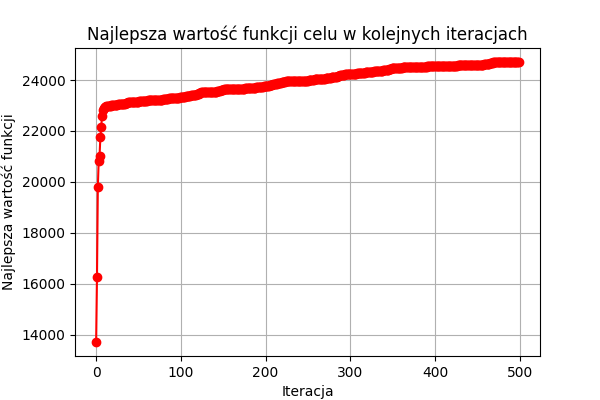 Najlepsza wartość funkcji celu w kolejnych iteracjach
Najlepsza wartość funkcji
24000
22000
20000
18000
16000
14000
0 100 200 300 400 500
Iteracja